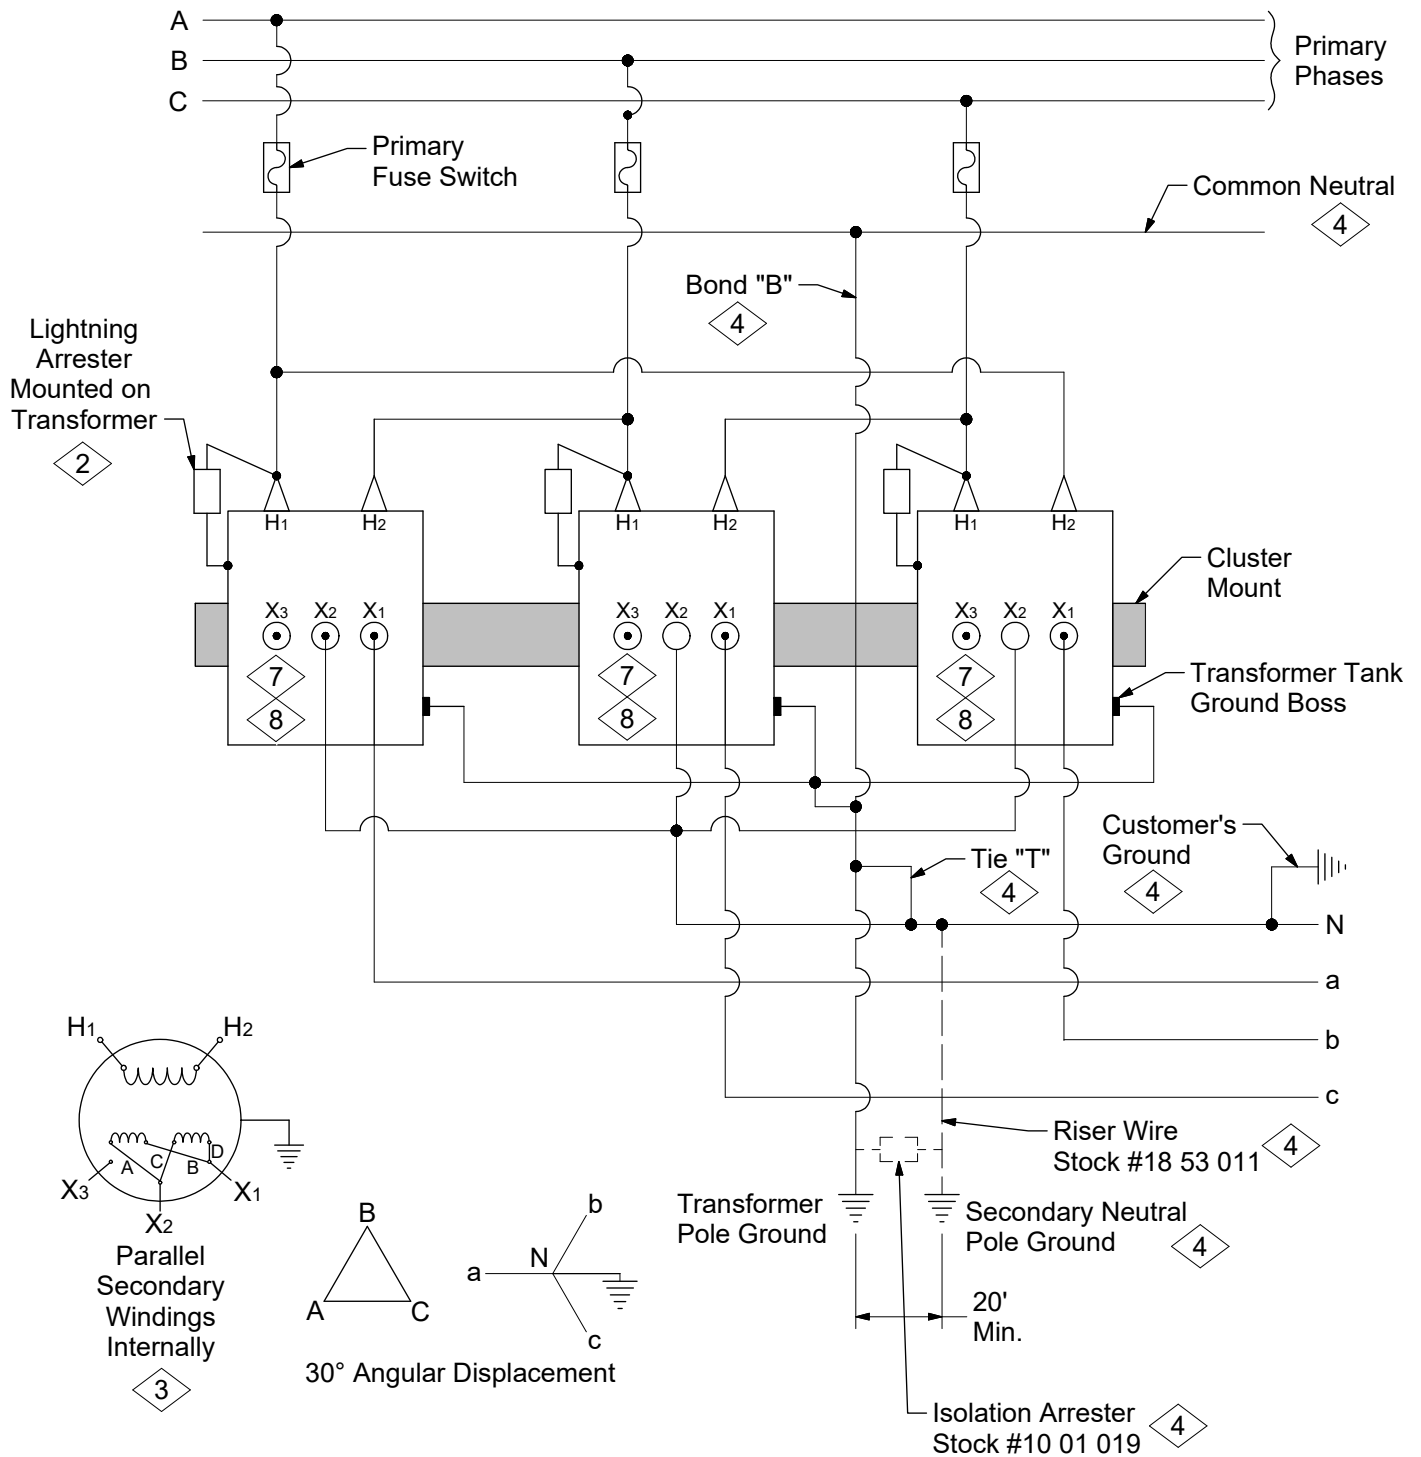 A
B
C
Primary
Phases
Primary
Fuse Switch
Common Neutral
4
Bond "B"
4
Lightning
Arrester
Mounted on
Transformer
2
H1 H2
H1 H2
H1 H2
Cluster
Mount
X3 X2 X1
X3 X2 X1
X3 X2 X1
7
8
7
8
7
8
Transformer Tank
Ground Boss
Customer's
Ground
4
Tie "T"
4
N
a
b
c
H1 H2
A C B D
X3 X1
X2
Parallel
Secondary
Windings
Internally
3
B
A C
b
N
a
c
30° Angular Displacement
Riser Wire
Stock #18 53 011
4
Transformer
Pole Ground
Secondary Neutral
Pole Ground
4
20'
Min.
Isolation Arrester
Stock #10 01 019
4